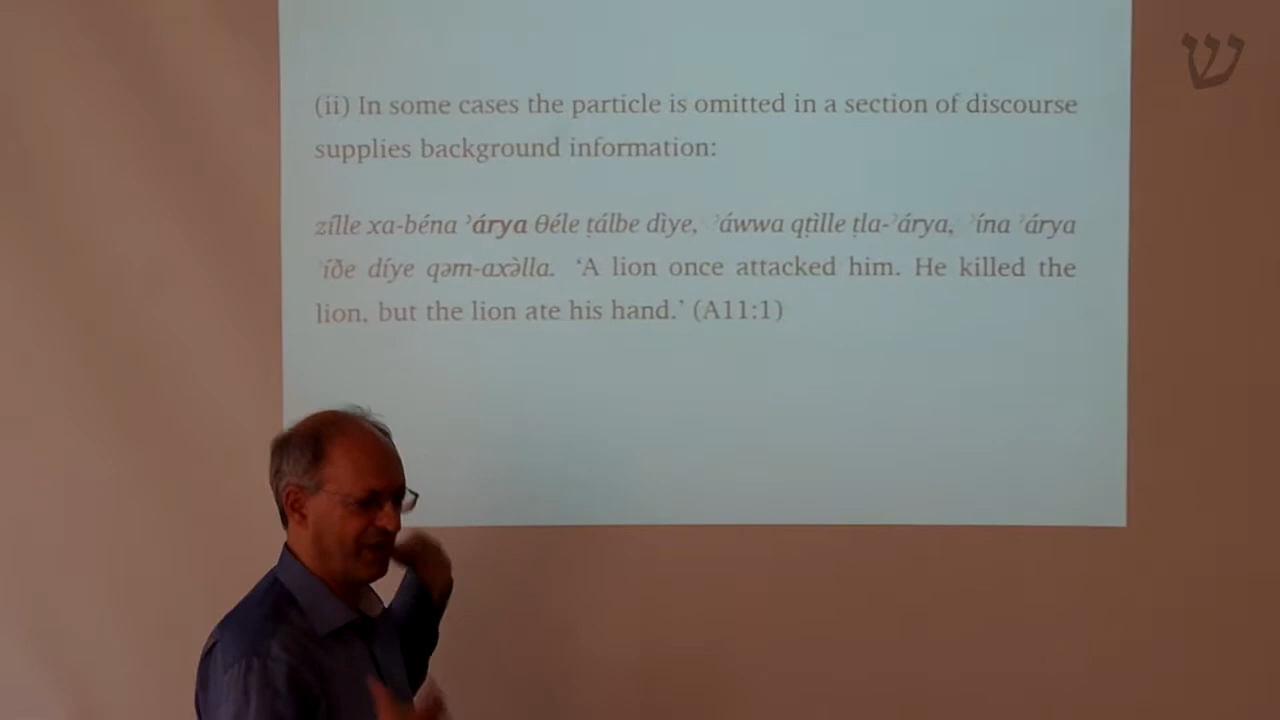 ש
(ii) In some cases the particle is omitted in a section of discourse
supplies background information:
zílle xa-béna ʾárya θéle ṭálbe dìye, ʾáwwa qṭìlle ṭla-ʾárya, ʾína ʾárya
ʾíðe díye qəm-axə̀lla. ‘A lion once attacked him. He killed the
lion, but the lion ate his hand.’ (A11:1)